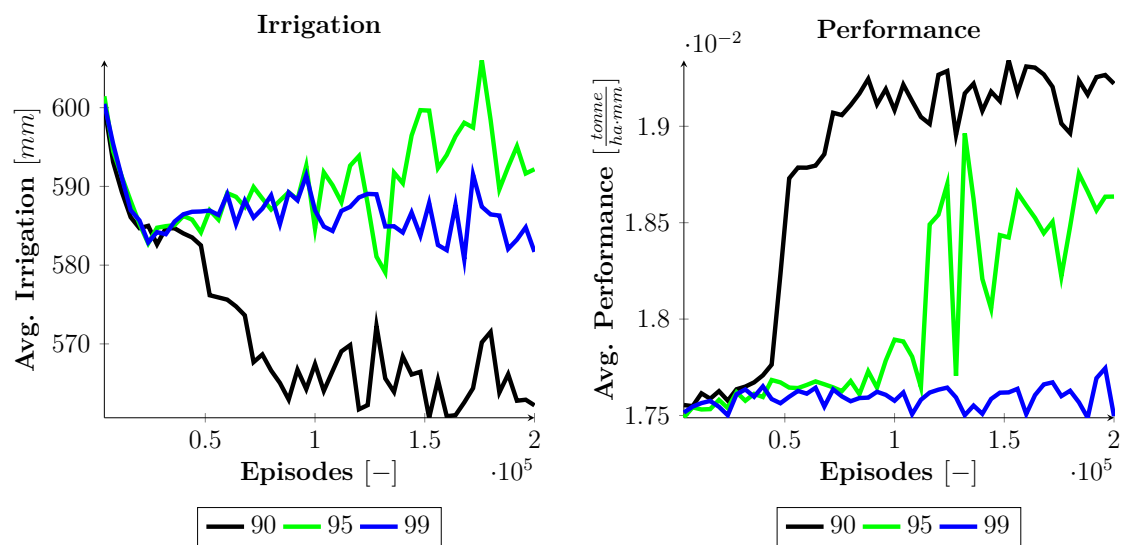 Irrigation
600
590
580
570
0.5 1 1.5 2
·10^5
Episodes [−]
Avg. Irrigation [mm]
90 95 99
Performance
·10^-2
1.9
1.85
1.8
1.75
0.5 1 1.5 2
·10^5
Episodes [−]
Avg. Performance [tonne/ha·mm]
90 95 99